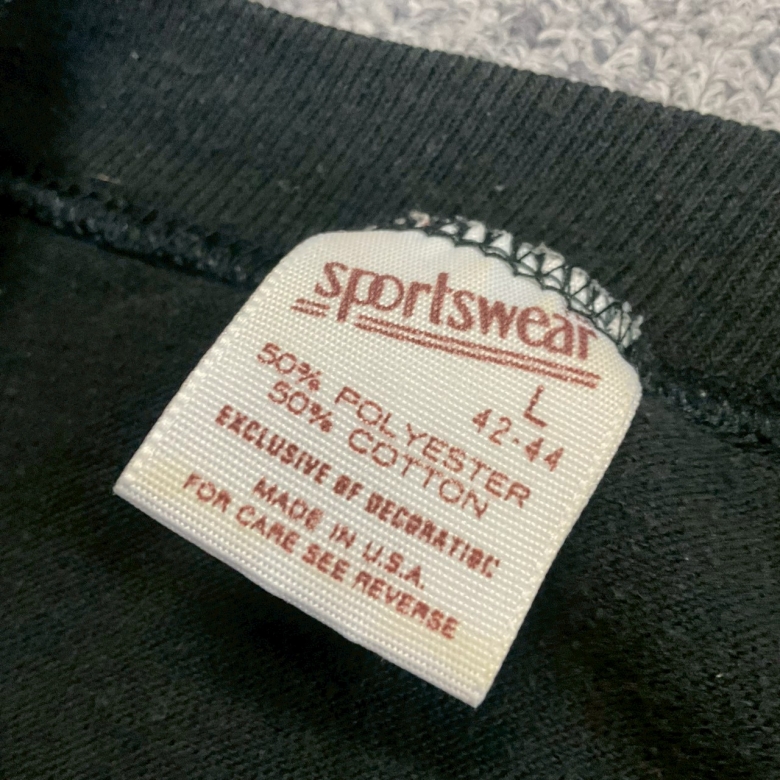 sportswear
L
42-44
50% POLYESTER
50% COTTON
EXCLUSIVE OF DECORATION
MADE IN U.S.A.
FOR CARE SEE REVERSE